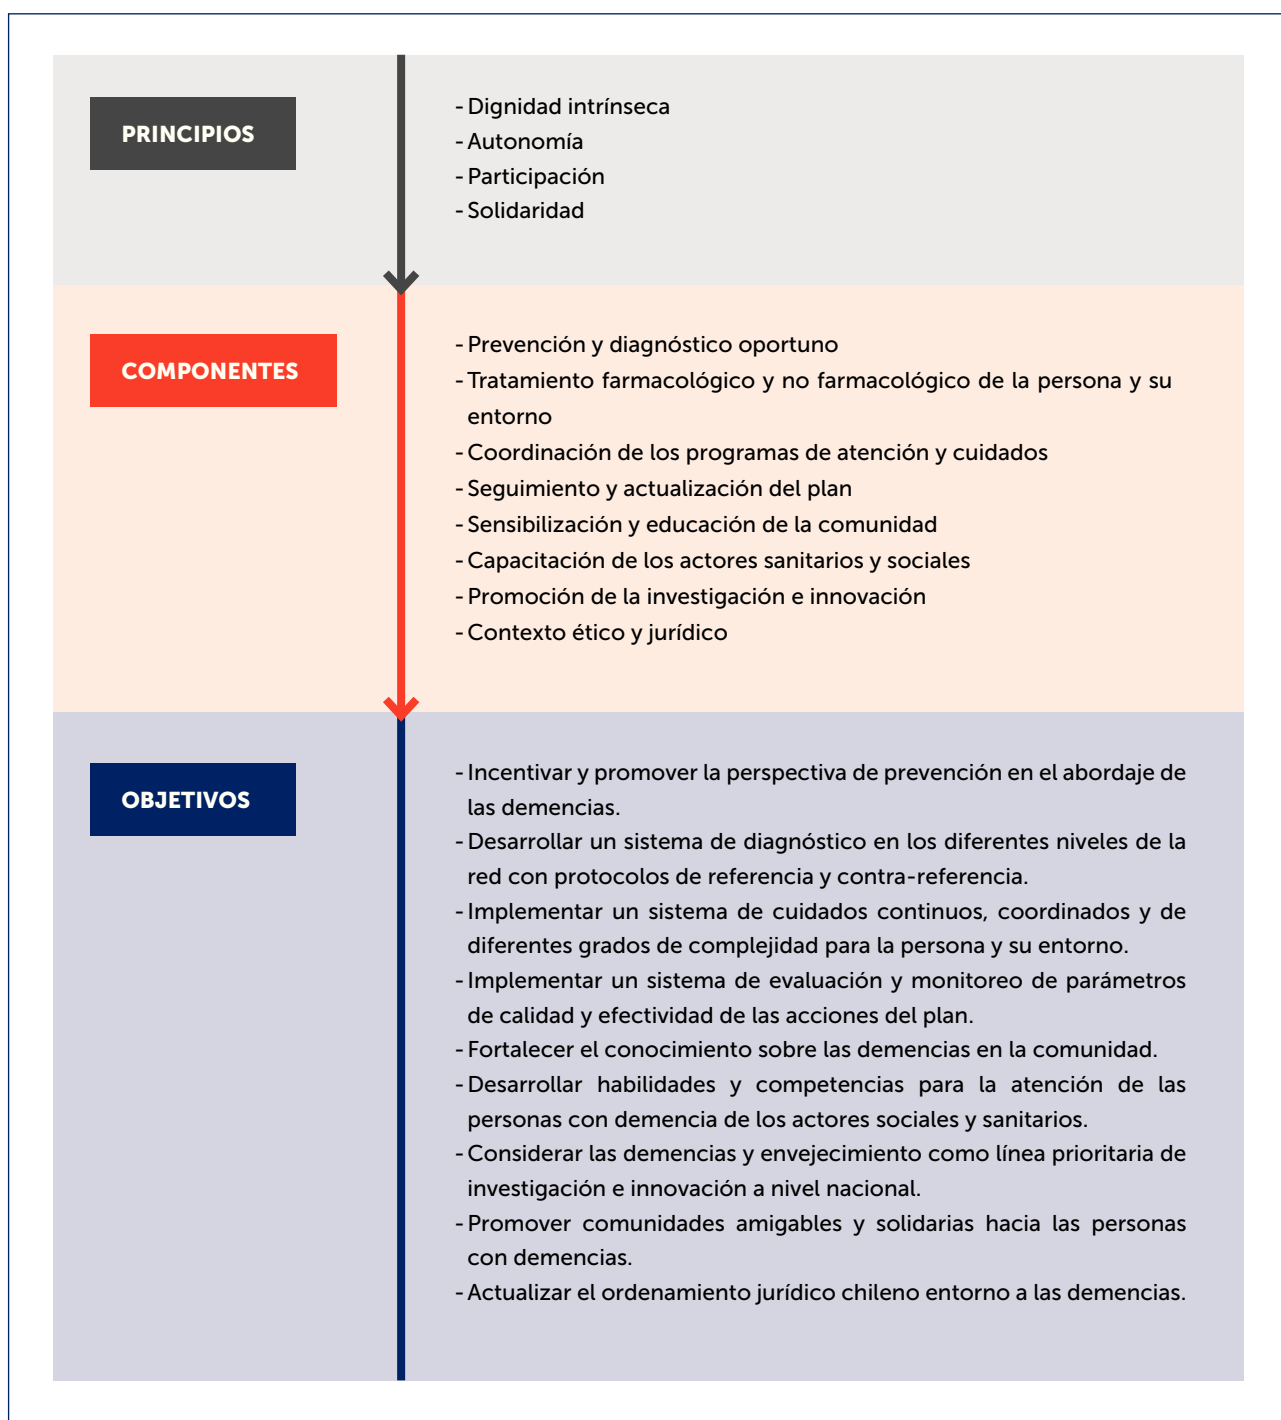 PRINCIPIOS
- Dignidad intrínseca
- Autonomía
- Participación
- Solidaridad
COMPONENTES
- Prevención y diagnóstico oportuno
- Tratamiento farmacológico y no farmacológico de la persona y su
entorno
- Coordinación de los programas de atención y cuidados
- Seguimiento y actualización del plan
- Sensibilización y educación de la comunidad
- Capacitación de los actores sanitarios y sociales
- Promoción de la investigación e innovación
- Contexto ético y jurídico
OBJETIVOS
- Incentivar y promover la perspectiva de prevención en el abordaje de
las demencias.
- Desarrollar un sistema de diagnóstico en los diferentes niveles de la
red con protocolos de referencia y contra-referencia.
- Implementar un sistema de cuidados continuos, coordinados y de
diferentes grados de complejidad para la persona y su entorno.
- Implementar un sistema de evaluación y monitoreo de parámetros
de calidad y efectividad de las acciones del plan.
- Fortalecer el conocimiento sobre las demencias en la comunidad.
- Desarrollar habilidades y competencias para la atención de las
personas con demencia de los actores sociales y sanitarios.
- Considerar las demencias y envejecimiento como línea prioritaria de
investigación e innovación a nivel nacional.
- Promover comunidades amigables y solidarias hacia las personas
con demencias.
- Actualizar el ordenamiento jurídico chileno entorno a las demencias.